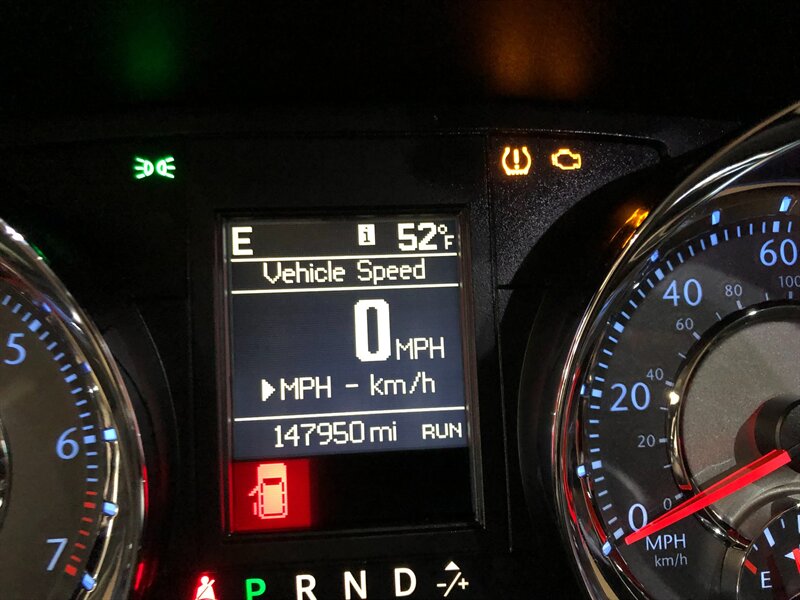 E i 52°F
Vehicle Speed
0 MPH
MPH - km/h
147950 mi RUN
P R N D -/+
5
6
7
60
100
40
80
60
20
40
20
0
0
MPH
km/h
E